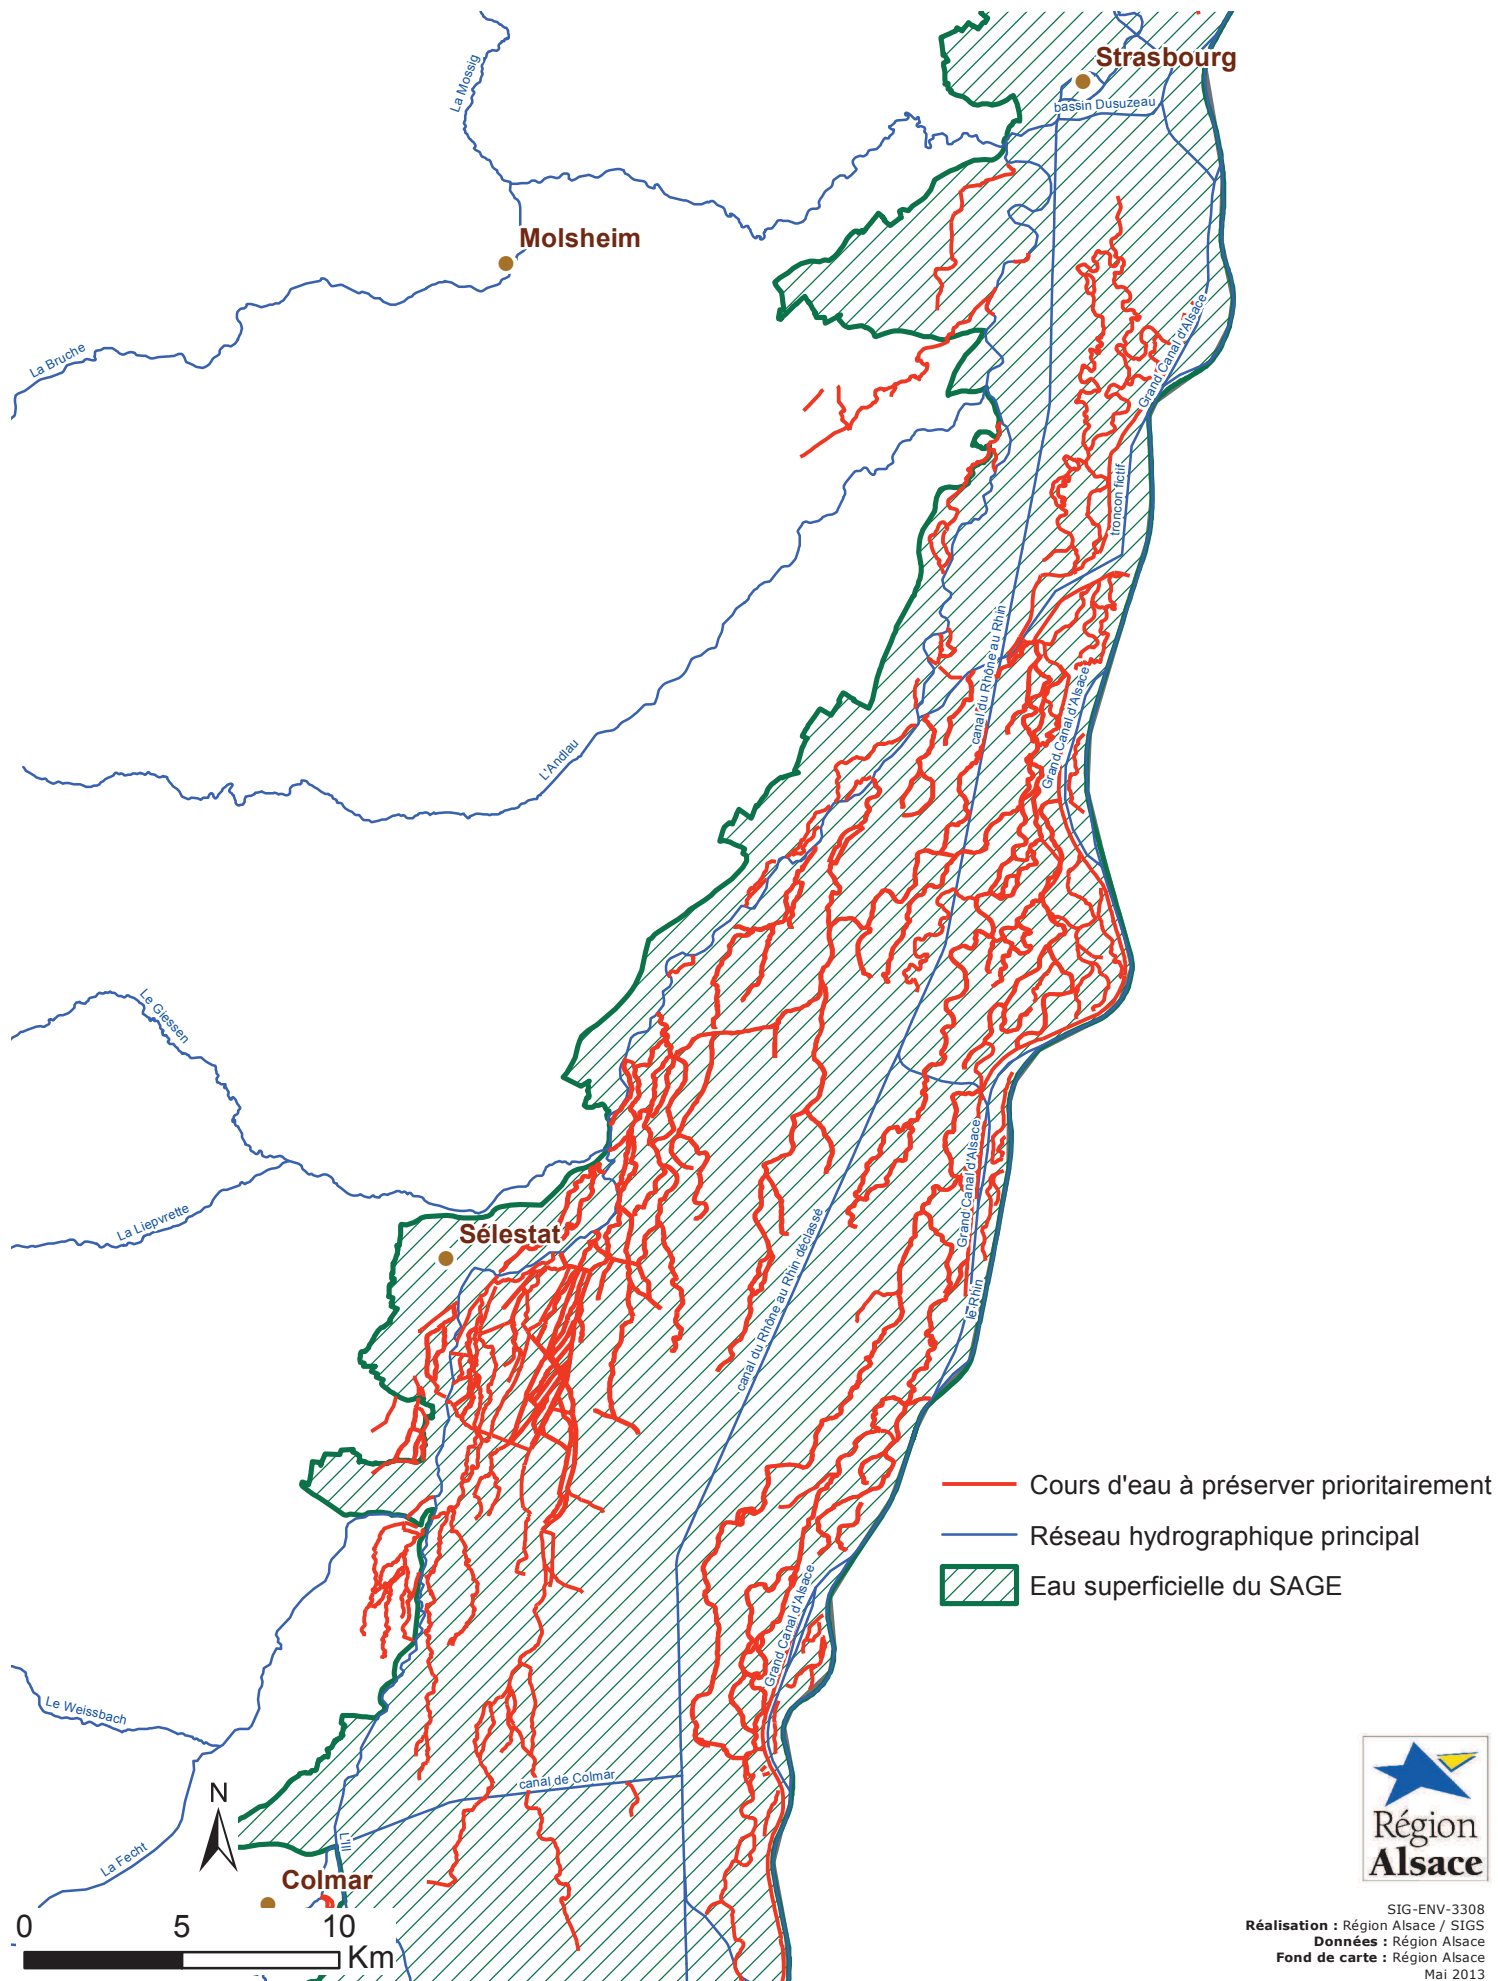 Strasbourg
La Mossig
bassin Dusuzeau
Molsheim
Grand Canal d'Alsace
La Bruche
troncon fictif
canal du Rhône au Rhin
Grand Canal d'Alsace
L'Andlau
Le Giessen
Grand Canal d'Alsace
La Liepvrette
Sélestat
canal du Rhône au Rhin déclassé
le Rhin
Cours d'eau à préserver prioritairement
Réseau hydrographique principal
Eau superficielle du SAGE
Grand Canal d'Alsace
Le Weissbach
canal de Colmar
N
L'Ill
La Fecht
Colmar
0 5 10
Km
Région
Alsace
SIG-ENV-3308
Réalisation : Région Alsace / SIGS
Données : Région Alsace
Fond de carte : Région Alsace
Mai 2013